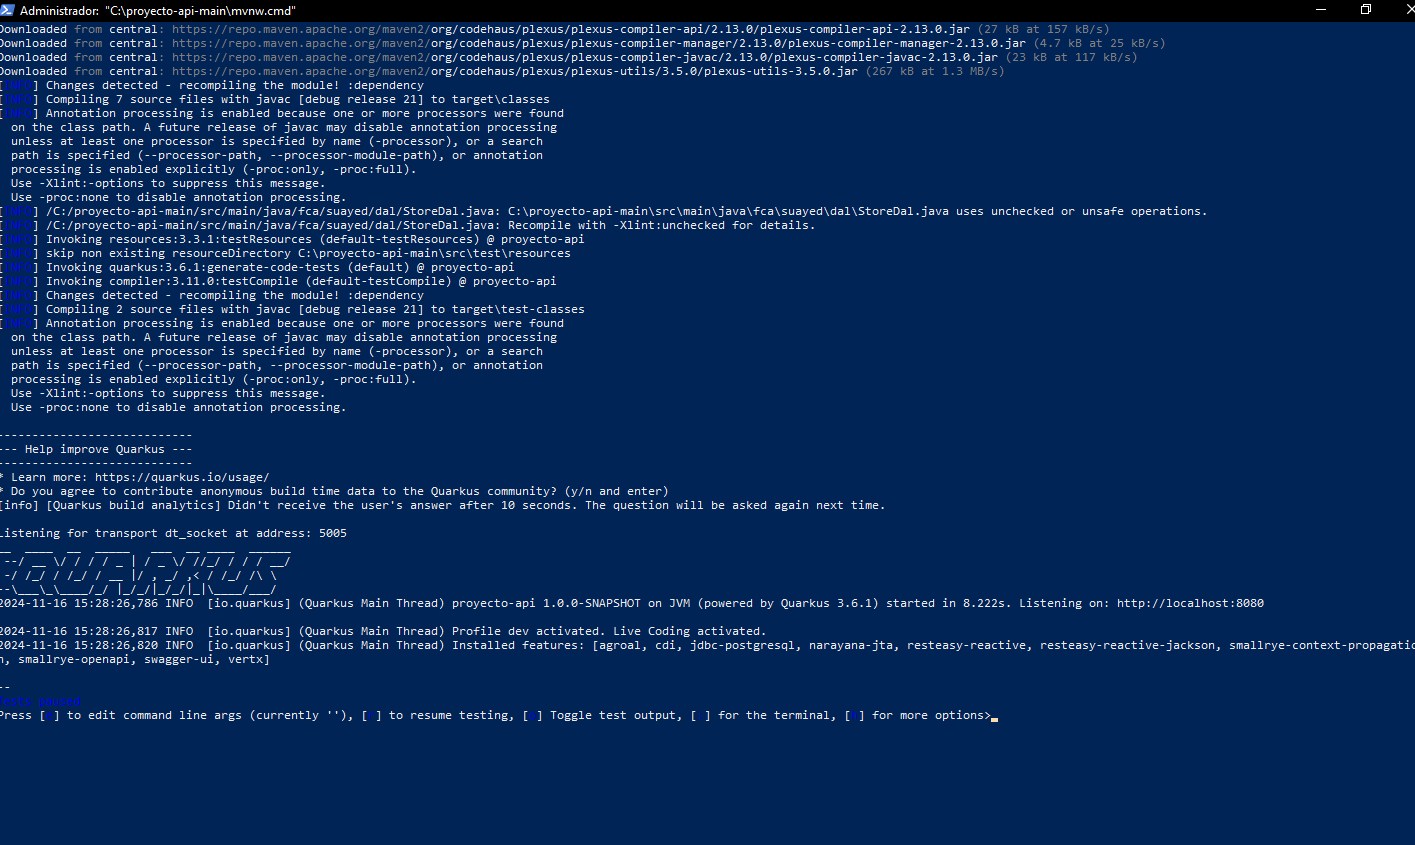 Administrador: "C:\proyecto-api-main\mvnw.cmd"
Downloaded from central: https://repo.maven.apache.org/maven2/org/codehaus/plexus/plexus-compiler-api/2.13.0/plexus-compiler-api-2.13.0.jar (27 kB at 157 kB/s)
Downloaded from central: https://repo.maven.apache.org/maven2/org/codehaus/plexus/plexus-compiler-manager/2.13.0/plexus-compiler-manager-2.13.0.jar (4.7 kB at 25 kB/s)
Downloaded from central: https://repo.maven.apache.org/maven2/org/codehaus/plexus/plexus-compiler-javac/2.13.0/plexus-compiler-javac-2.13.0.jar (23 kB at 117 kB/s)
Downloaded from central: https://repo.maven.apache.org/maven2/org/codehaus/plexus/plexus-utils/3.5.0/plexus-utils-3.5.0.jar (267 kB at 1.3 MB/s)
[INFO] Changes detected - recompiling the module! :dependency
[INFO] Compiling 7 source files with javac [debug release 21] to target\classes
[INFO] Annotation processing is enabled because one or more processors were found
on the class path. A future release of javac may disable annotation processing
unless at least one processor is specified by name (-processor), or a search
path is specified (--processor-path, --processor-module-path), or annotation
processing is enabled explicitly (-proc:only, -proc:full).
Use -Xlint:-options to suppress this message.
Use -proc:none to disable annotation processing.
[INFO] /C:/proyecto-api-main/src/main/java/fca/suayed/dal/StoreDal.java: C:\proyecto-api-main\src\main\java\fca\suayed\dal\StoreDal.java uses unchecked or unsafe operations.
[INFO] /C:/proyecto-api-main/src/main/java/fca/suayed/dal/StoreDal.java: Recompile with -Xlint:unchecked for details.
[INFO] Invoking resources:3.3.1:testResources (default-testResources) @ proyecto-api
[INFO] skip non existing resourceDirectory C:\proyecto-api-main\src\test\resources
[INFO] Invoking quarkus:3.6.1:generate-code-tests (default) @ proyecto-api
[INFO] Invoking compiler:3.11.0:testCompile (default-testCompile) @ proyecto-api
[INFO] Changes detected - recompiling the module! :dependency
[INFO] Compiling 2 source files with javac [debug release 21] to target\test-classes
[INFO] Annotation processing is enabled because one or more processors were found
on the class path. A future release of javac may disable annotation processing
unless at least one processor is specified by name (-processor), or a search
path is specified (--processor-path, --processor-module-path), or annotation
processing is enabled explicitly (-proc:only, -proc:full).
Use -Xlint:-options to suppress this message.
Use -proc:none to disable annotation processing.
----------------------------
--- Help improve Quarkus ---
----------------------------
* Learn more: https://quarkus.io/usage/
* Do you agree to contribute anonymous build time data to the Quarkus community? (y/n and enter)
[info] [Quarkus build analytics] Didn't receive the user's answer after 10 seconds. The question will be asked again next time.
Listening for transport dt_socket at address: 5005
__  ____  __  _____   ___  __ ____  ______
--/ __ \/ / / / _ | / _ \/ //_/ / / / __/
-/ /_/ / /_/ / __ |/ , _/ ,< / /_/ /\ \
--\___\_\____/_/ |_/_/|_/_/|_|\____/___/
2024-11-16 15:28:26,786 INFO  [io.quarkus] (Quarkus Main Thread) proyecto-api 1.0.0-SNAPSHOT on JVM (powered by Quarkus 3.6.1) started in 8.222s. Listening on: http://localhost:8080
2024-11-16 15:28:26,817 INFO  [io.quarkus] (Quarkus Main Thread) Profile dev activated. Live Coding activated.
2024-11-16 15:28:26,820 INFO  [io.quarkus] (Quarkus Main Thread) Installed features: [agroal, cdi, jdbc-postgresql, narayana-jta, resteasy-reactive, resteasy-reactive-jackson, smallrye-context-propagatio
n, smallrye-openapi, swagger-ui, vertx]
--
Tests paused
Press [ ] to edit command line args (currently ''), [ ] to resume testing, [ ] Toggle test output, [ ] for the terminal, [ ] for more options>